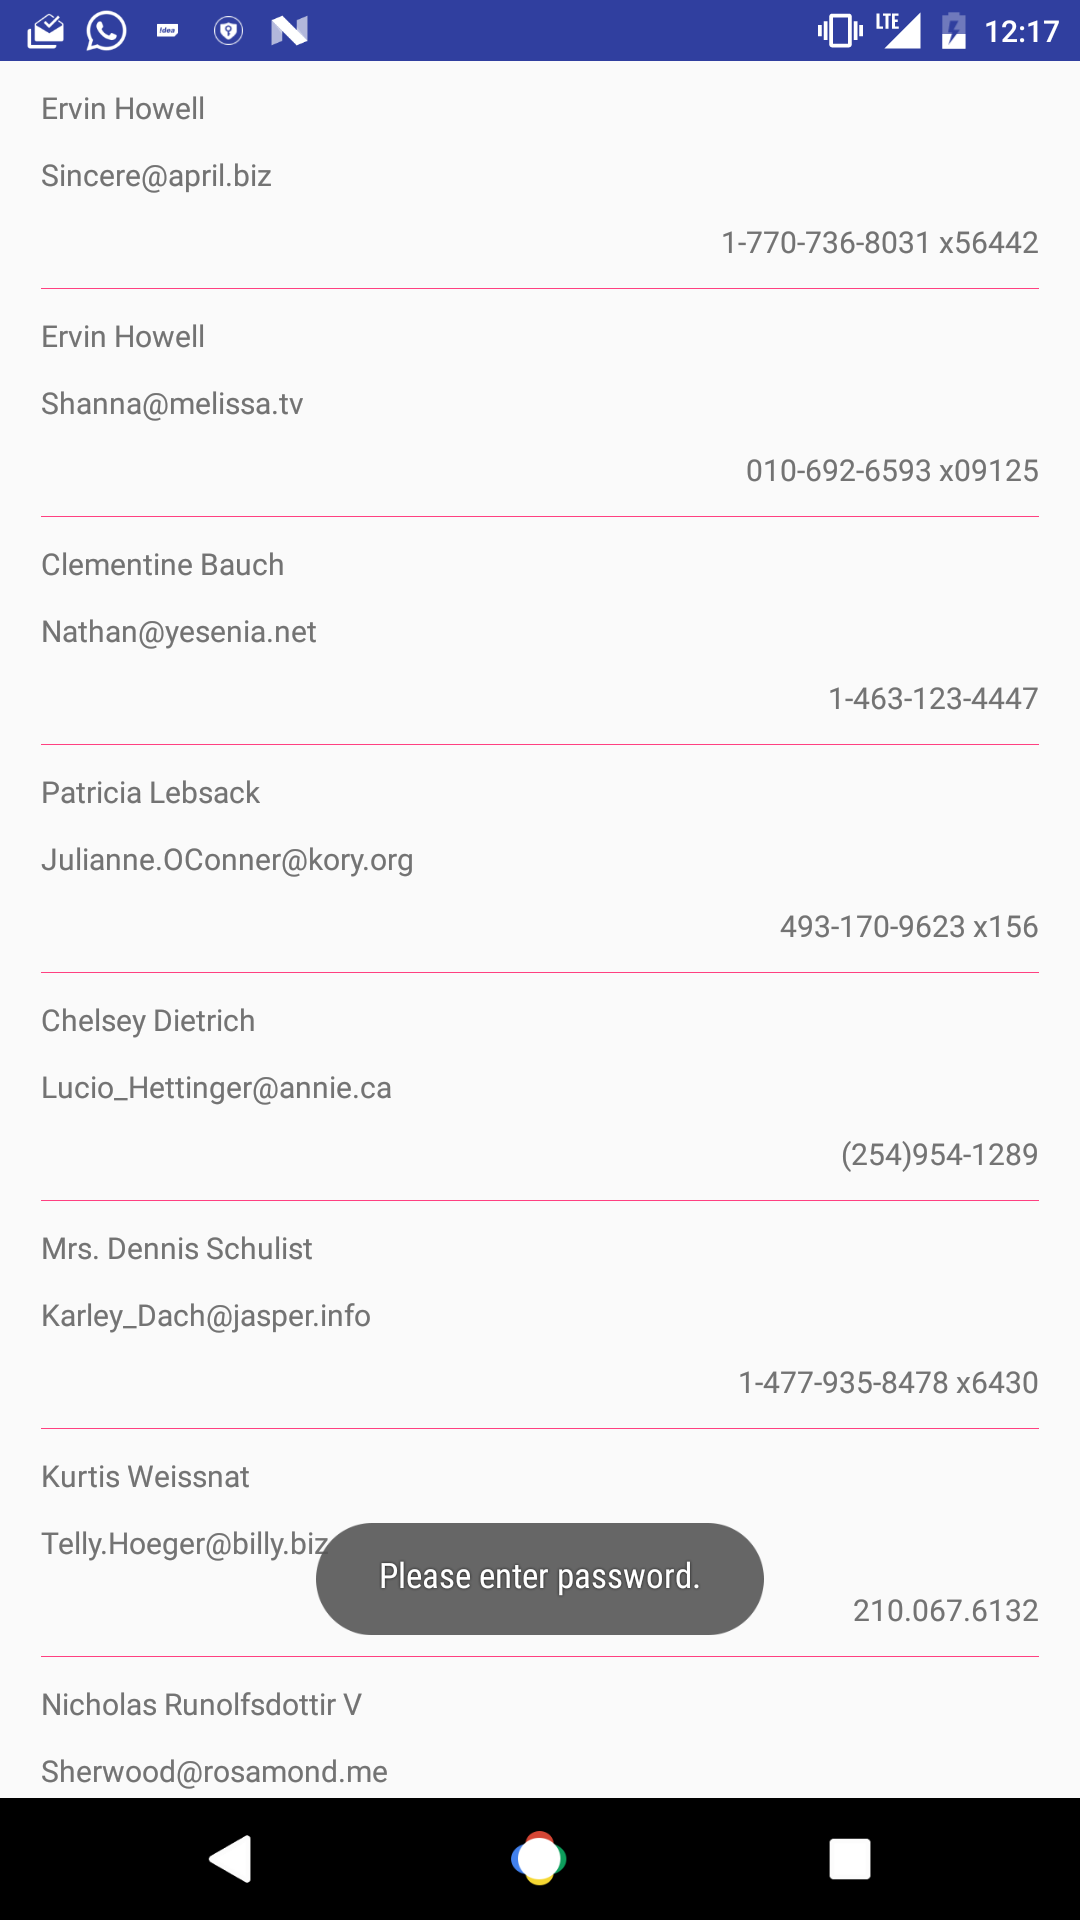 idea
LTE 12:17
Ervin Howell
Sincere@april.biz
1-770-736-8031 x56442
Ervin Howell
Shanna@melissa.tv
010-692-6593 x09125
Clementine Bauch
Nathan@yesenia.net
1-463-123-4447
Patricia Lebsack
Julianne.OConner@kory.org
493-170-9623 x156
Chelsey Dietrich
Lucio_Hettinger@annie.ca
(254)954-1289
Mrs. Dennis Schulist
Karley_Dach@jasper.info
1-477-935-8478 x6430
Kurtis Weissnat
Telly.Hoeger@billy.biz
Please enter password.
210.067.6132
Nicholas Runolfsdottir V
Sherwood@rosamond.me